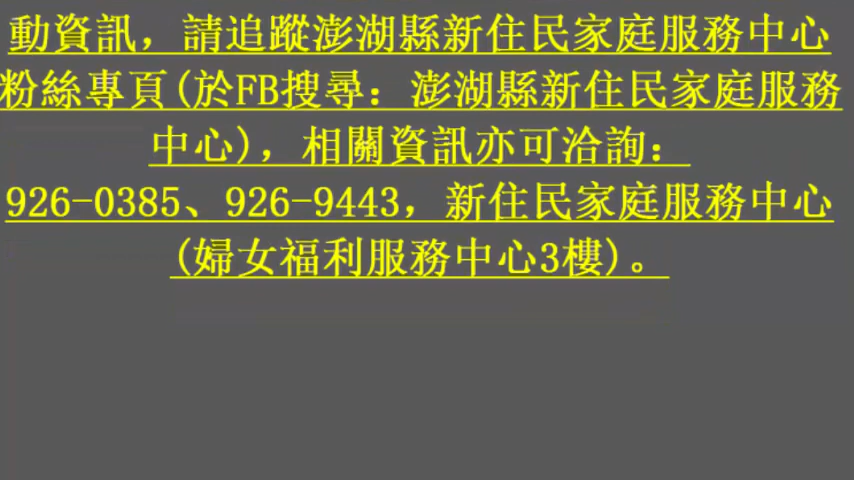 動資訊，請追蹤澎湖縣新住民家庭服務中心
粉絲專頁(於FB搜尋：澎湖縣新住民家庭服務
中心)，相關資訊亦可洽詢：
926-0385、926-9443，新住民家庭服務中心
(婦女福利服務中心3樓)。